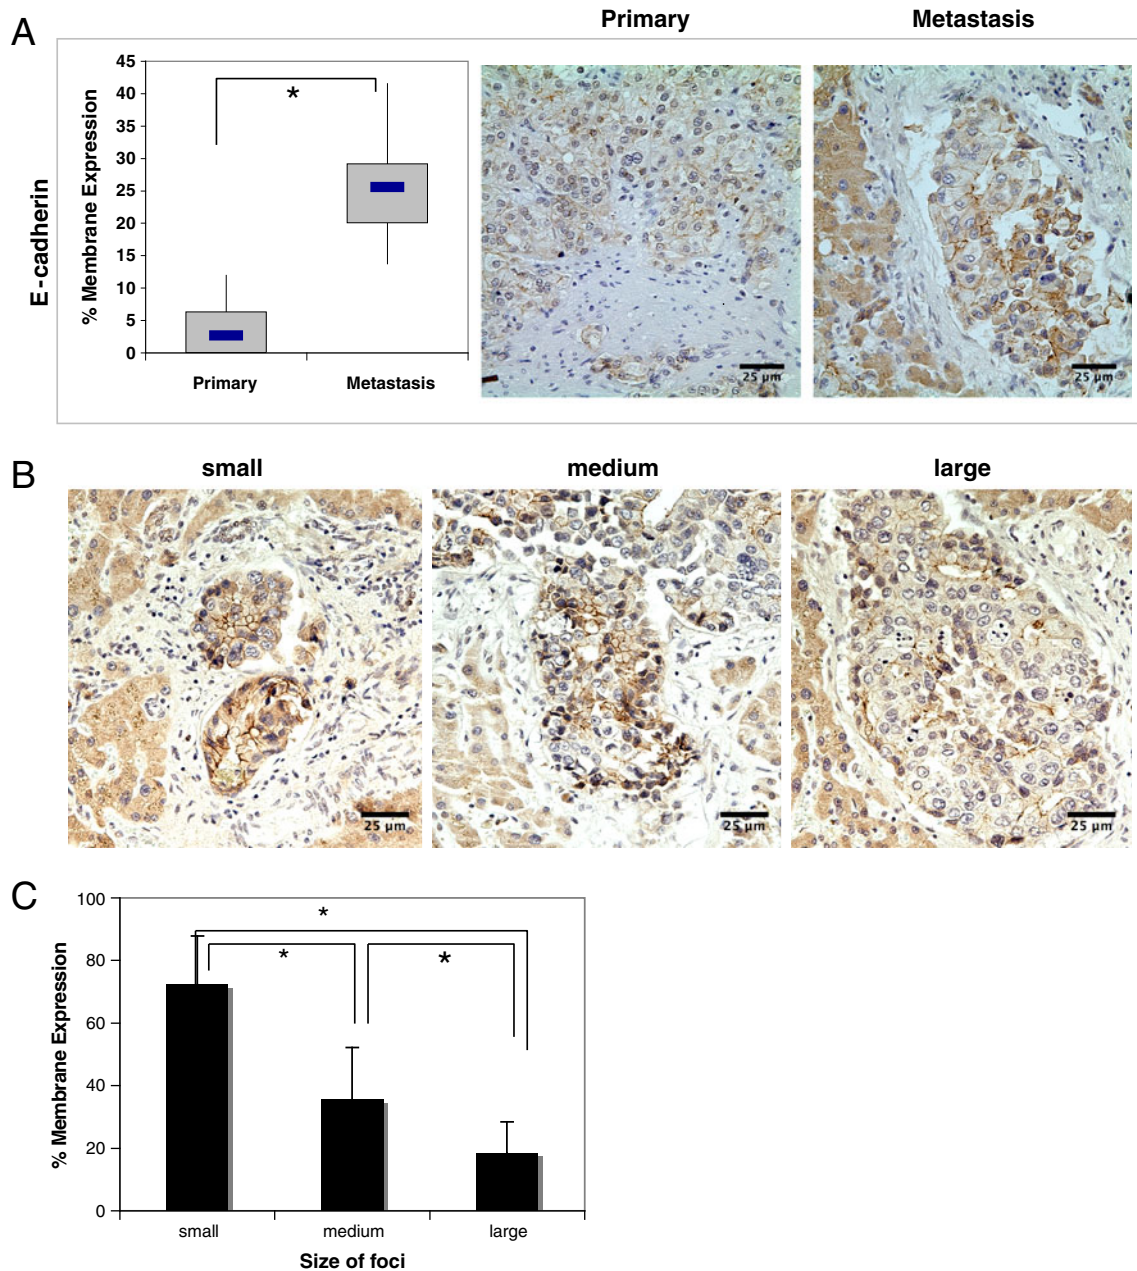 A
Primary
Metastasis
E-cadherin
% Membrane Expression
45
40
35
30
25
20
15
10
5
0
*
Primary
Metastasis
25 µm
25 µm
B
small
medium
large
25 µm
25 µm
25 µm
C
% Membrane Expression
100
80
60
40
20
0
*
*
*
small
medium
large
Size of foci